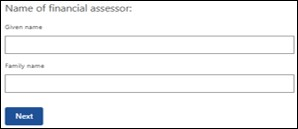 Name of financial assessor:
Given name
Family name
Next